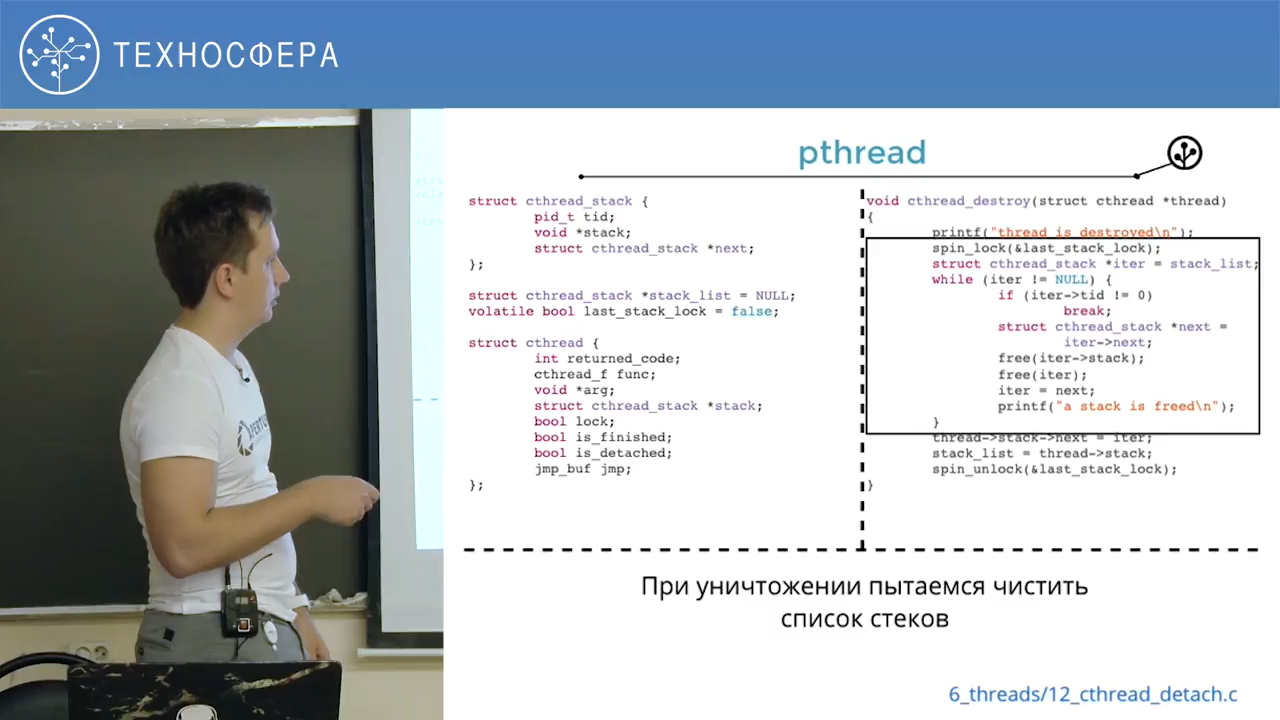 ТЕХНОСФЕРА
pthread
struct cthread_stack {
pid_t tid;
void *stack;
struct cthread_stack *next;
};
struct cthread_stack *stack_list = NULL;
volatile bool last_stack_lock = false;
struct cthread {
int returned_code;
cthread_f func;
void *arg;
struct cthread_stack *stack;
bool lock;
bool is_finished;
bool is_detached;
jmp_buf jmp;
};
void cthread_destroy(struct cthread *thread)
{
printf("thread is destroyed\n");
spin_lock(&last_stack_lock);
struct cthread_stack *iter = stack_list;
while (iter != NULL) {
if (iter->tid != 0)
break;
struct cthread_stack *next =
iter->next;
free(iter->stack);
free(iter);
iter = next;
printf("a stack is freed\n");
}
thread->stack->next = iter;
stack_list = thread->stack;
spin_unlock(&last_stack_lock);
}
При уничтожении пытаемся чистить
список стеков
6_threads/12_cthread_detach.c